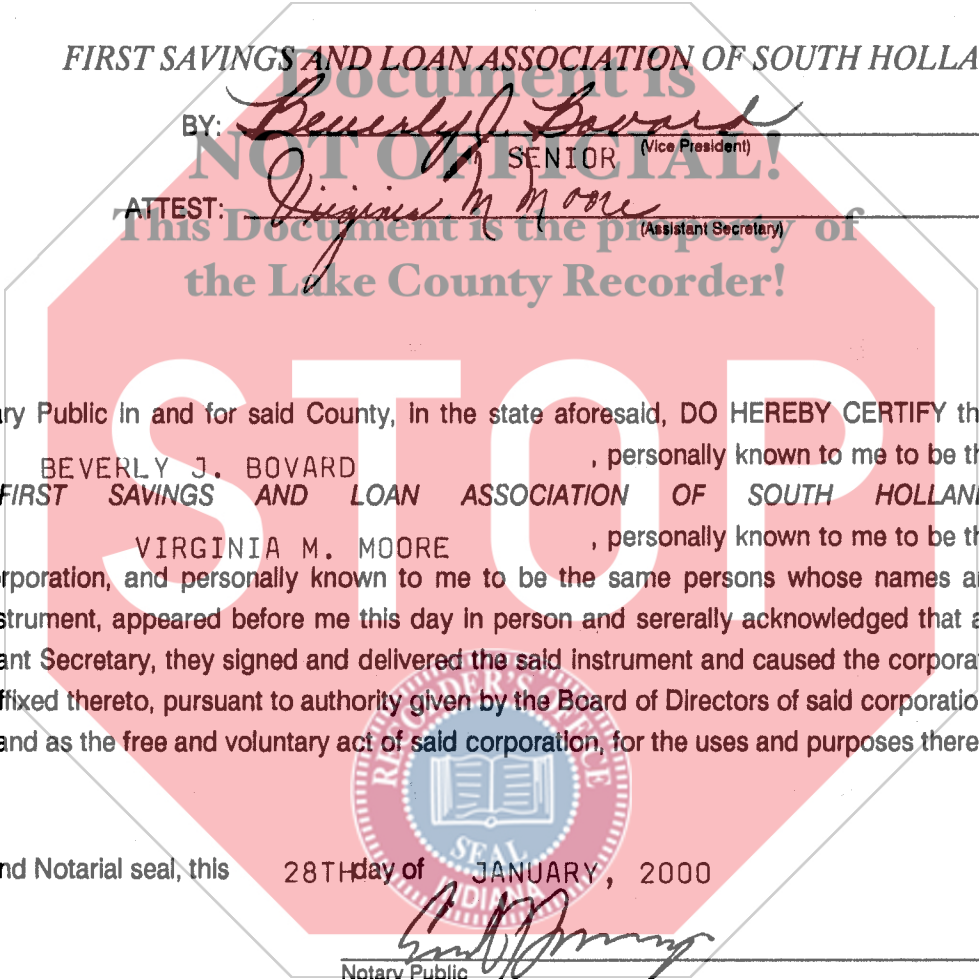 FIRST SAVINGS AND LOAN ASSOCIATION OF SOUTH HOLLA
Document is
BY: Beverly J. Bovard
NOT OFFICIAL!
SENIOR (Vice President)
ATTEST: Virginia M Moore
This Document is the property of
(Assistant Secretary)
the Lake County Recorder!
STOP
ry Public in and for said County, in the state aforesaid, DO HEREBY CERTIFY th
BEVERLY J. BOVARD , personally known to me to be th
FIRST SAVINGS AND LOAN ASSOCIATION OF SOUTH HOLLAN
VIRGINIA M. MOORE , personally known to me to be th
rporation, and personally known to me to be the same persons whose names a
strument, appeared before me this day in person and sererally acknowledged that a
ant Secretary, they signed and delivered the said instrument and caused the corpora
ffixed thereto, pursuant to authority given by the Board of Directors of said corporatio
and as the free and voluntary act of said corporation, for the uses and purposes there
RECORDER'S OFFICE
SEAL
INDIANA
nd Notarial seal, this 28TH day of JANUARY, 2000
Notary Public